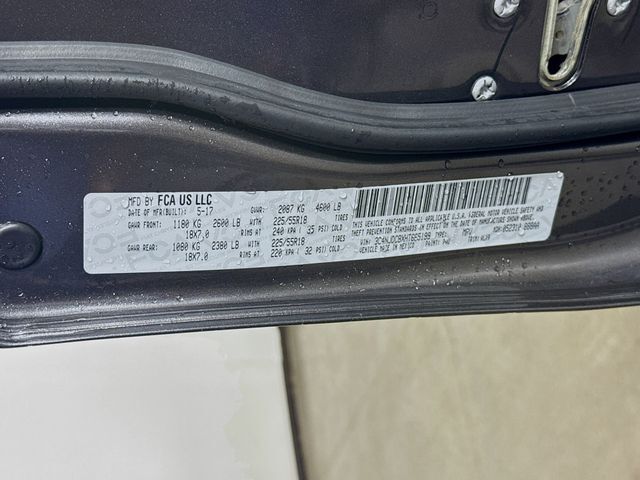 MFD BY FCA US LLC
DATE OF MFR(BUILT): 5-17 GVWR: 2087 KG 4600 LB
GAWR FRONT: 1180 KG 2600 LB WITH 225/55R18 TIRES
18X7.0 RIMS AT 240 KPA( 35 PSI)COLD
GAWR REAR: 1080 KG 2380 LB WITH 225/55R18 TIRES
18X7.0 RIMS AT 220 KPA( 32 PSI)COLD
THIS VEHICLE CONFORMS TO ALL APPLICABLE U.S.A. FEDERAL MOTOR VEHICLE SAFETY AND
THEFT PREVENTION STANDARDS IN EFFECT ON THE DATE OF MANUFACTURE SHOWN ABOVE.
TYPE: MPV MDH:
VEHICLE MADE IN MEXICO PAINT: TRIM: